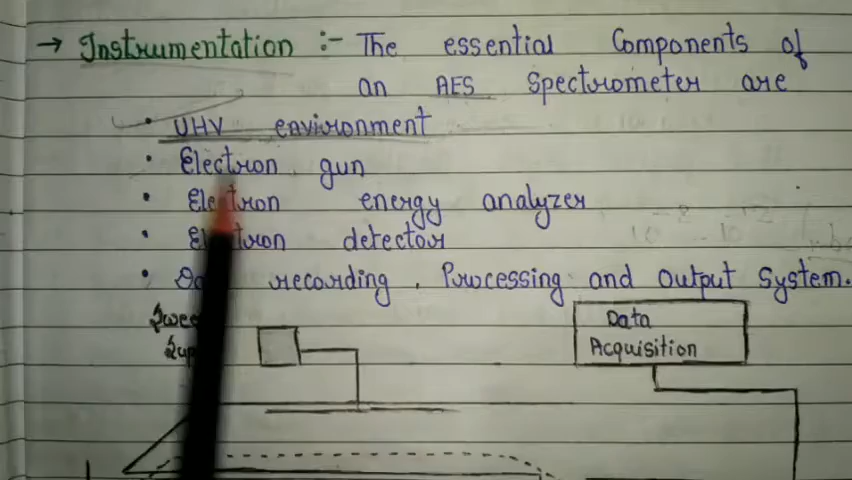 → Instrumentation :- The essential Components of
an AES Spectrometer are
• UHV environment
• Electron gun
• Electron energy analyzer
• Electron detector
• recording, Processing and output System.
Data
Acquisition